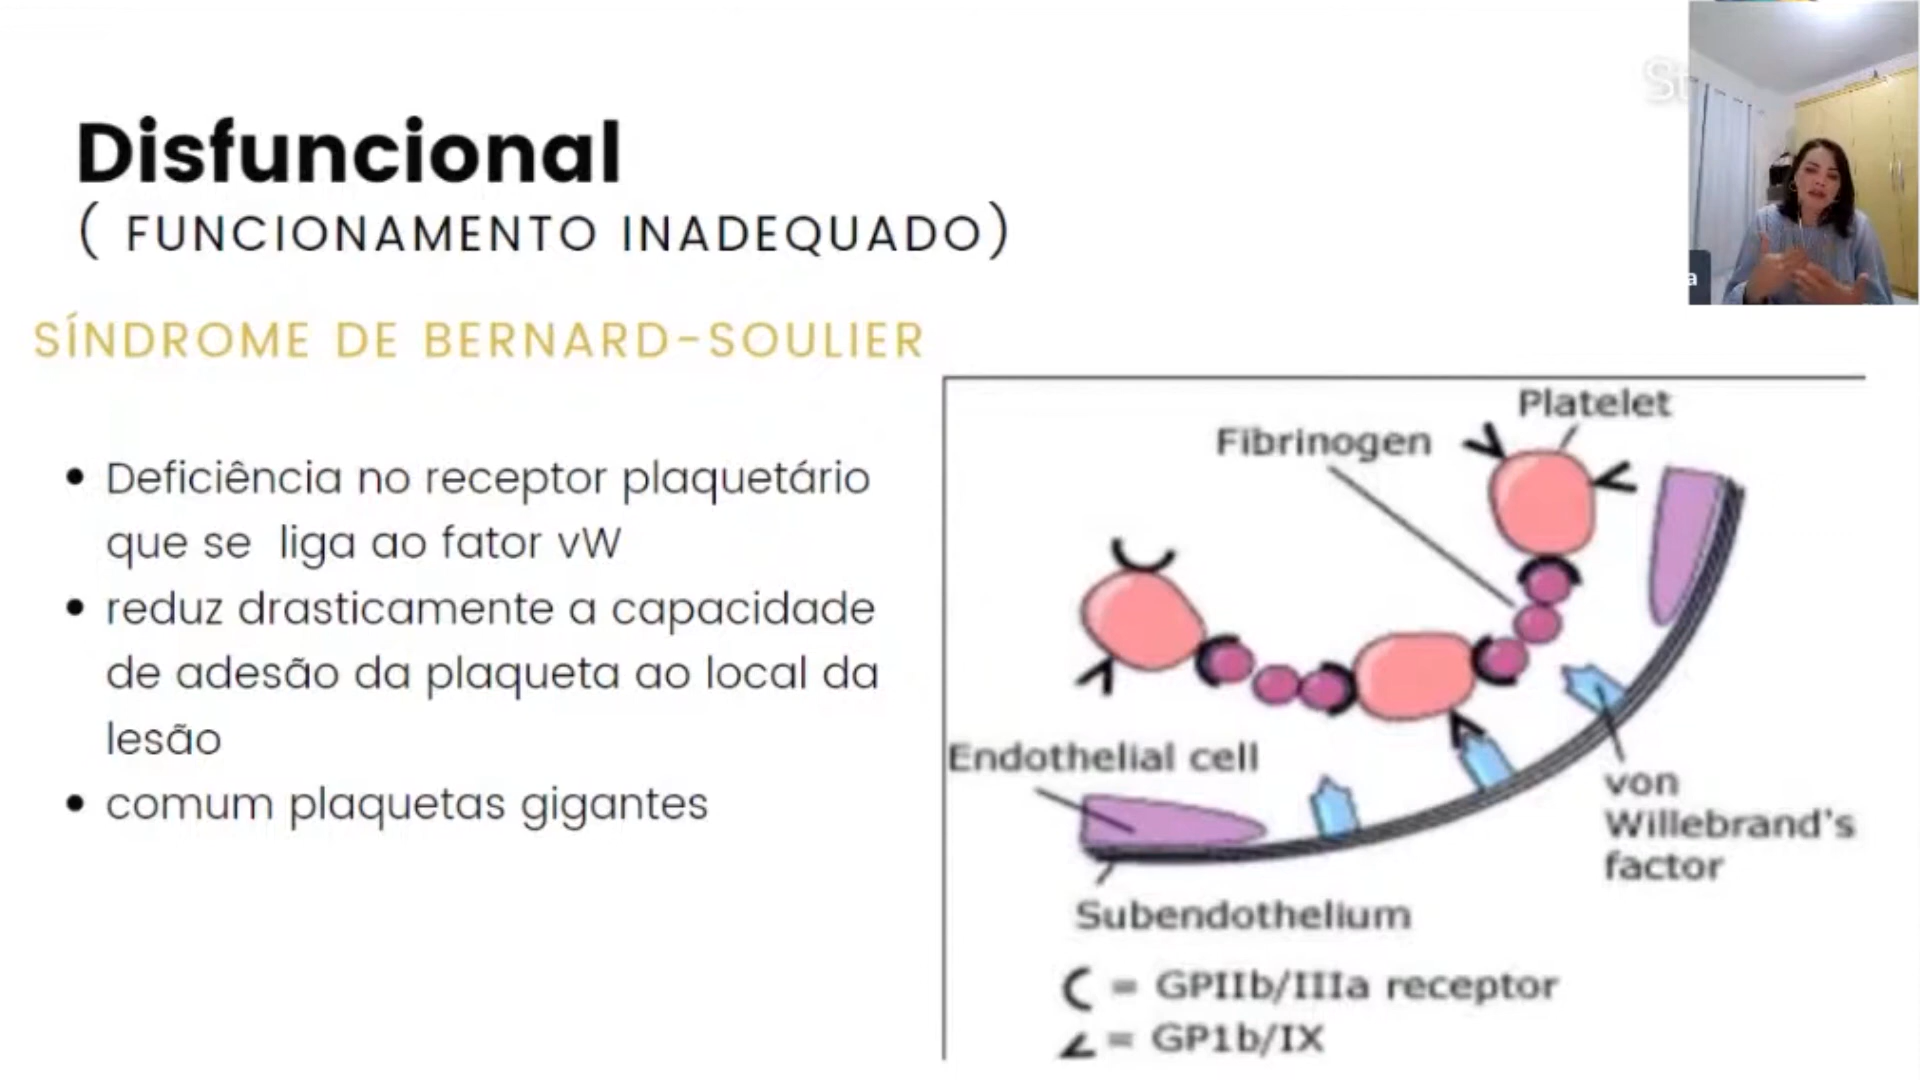 St
a
Disfuncional
( FUNCIONAMENTO INADEQUADO)
SÍNDROME DE BERNARD-SOULIER
• Deficiência no receptor plaquetário
que se liga ao fator vW
• reduz drasticamente a capacidade
de adesão da plaqueta ao local da
lesão
• comum plaquetas gigantes
Platelet
Fibrinogen
Endothelial cell
von
Willebrand's
factor
Subendothelium
= GPIIb/IIIa receptor
= GP1b/IX